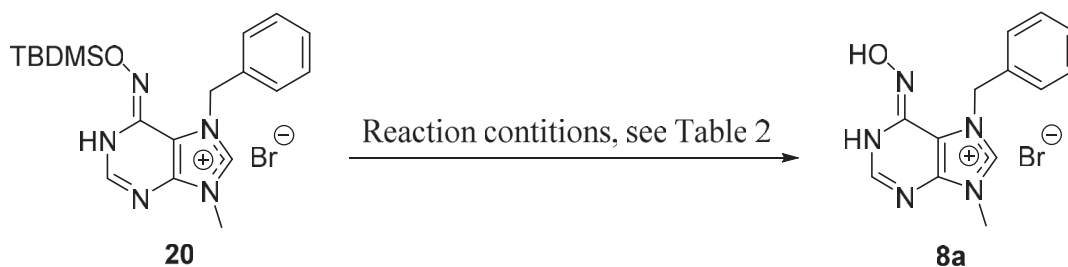 TBDMSO
N
HN
N
N
N
⊕
Br⊖
20
Reaction contitions, see Table 2
HO
N
HN
N
N
N
⊕
Br⊖
8a